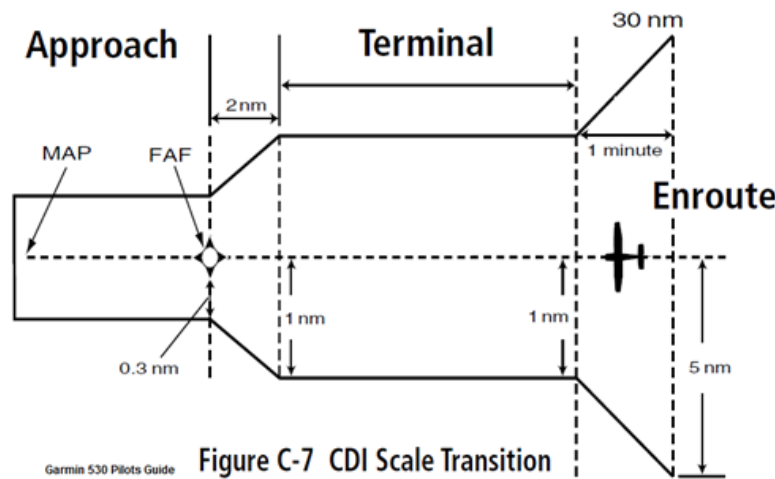 30 nm
Approach
Terminal
2 nm
1 minute
MAP
FAF
Enroute
1 nm
1 nm
0.3 nm
5 nm
Garmin 530 Pilots Guide
Figure C-7 CDI Scale Transition